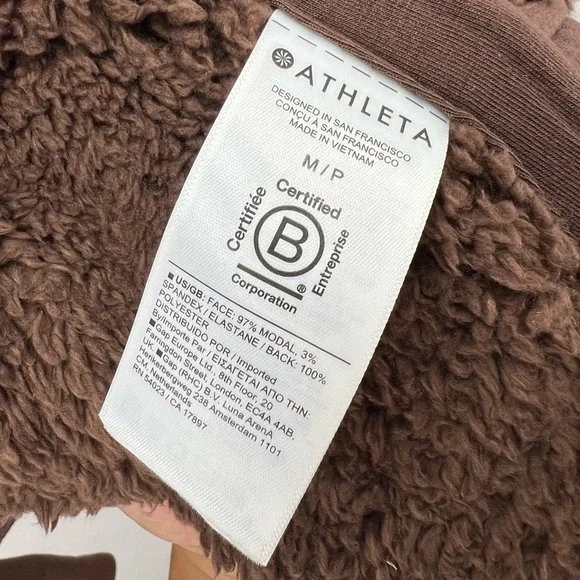 ATHLETA
DESIGNED IN SAN FRANCISCO
CONÇU À SAN FRANCISCO
MADE IN VIETNAM
M/P
Certifiée
Certified
B
®
Entreprise
Corporation
US/GB: FACE: 97% MODAL, 3%
SPANDEX / ELASTANE / BACK: 100%
POLYESTER
DISTRIBUIDO POR / Imported
By/Importe Par / ΕΙΣΑΓΕΤΑΙ ΑΠΟ ΤΗΝ:
Gap Europe Ltd., 8th Floor, 20
Farringdon Street, London, EC4A 4AB,
UK. Gap (RHC) B.V. Luna ArenA
Herikerbergweg 238 Amsterdam 1101
CM, Netherlands
RN 54023 / CA 17897